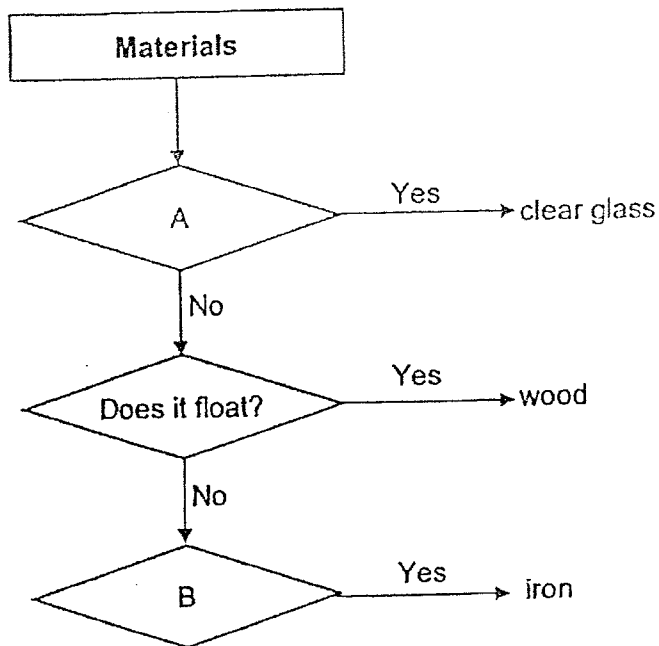 Materials
A
Yes
clear glass
No
Does it float?
Yes
wood
No
B
Yes
iron